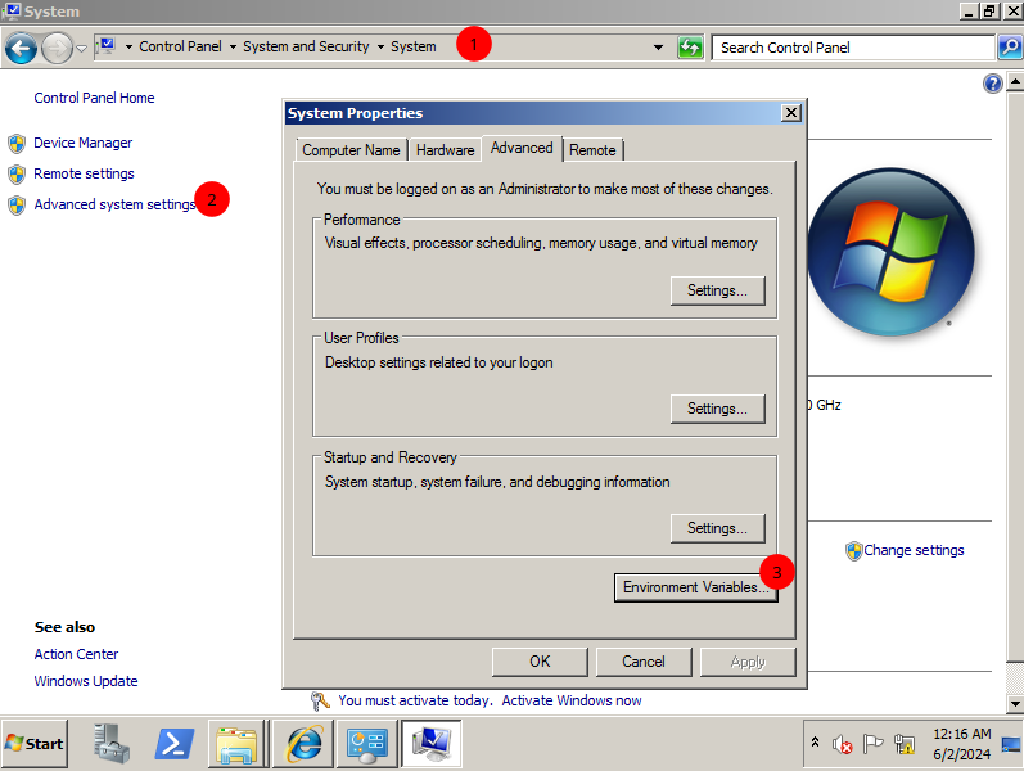 System
Control Panel System and Security System 1
Search Control Panel
Control Panel Home
Device Manager
Remote settings
Advanced system settings 2
System Properties
Computer Name Hardware Advanced Remote
You must be logged on as an Administrator to make most of these changes.
Performance
Visual effects, processor scheduling, memory usage, and virtual memory
Settings...
User Profiles
Desktop settings related to your logon
Settings...
Startup and Recovery
System startup, system failure, and debugging information
Settings...
3
Environment Variables...
OK Cancel Apply
GHz
Change settings
See also
Action Center
Windows Update
You must activate today. Activate Windows now
Start
12:16 AM
6/2/2024